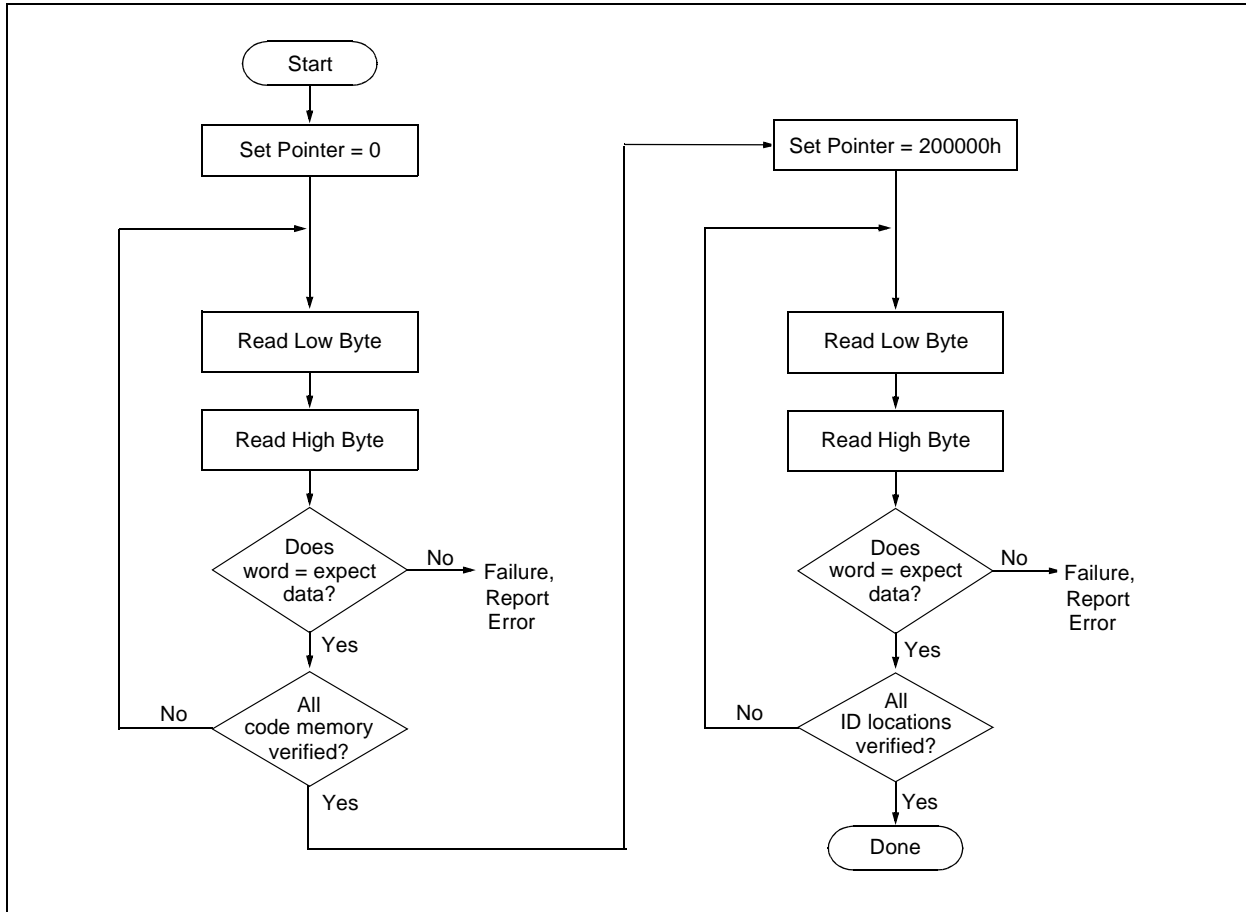 Start
Set Pointer = 0
Read Low Byte
Read High Byte
Does
word = expect
data?
No
Failure,
Report
Error
Yes
All
code memory
verified?
No
Yes
Set Pointer = 200000h
Read Low Byte
Read High Byte
Does
word = expect
data?
No
Failure,
Report
Error
Yes
All
ID locations
verified?
No
Yes
Done